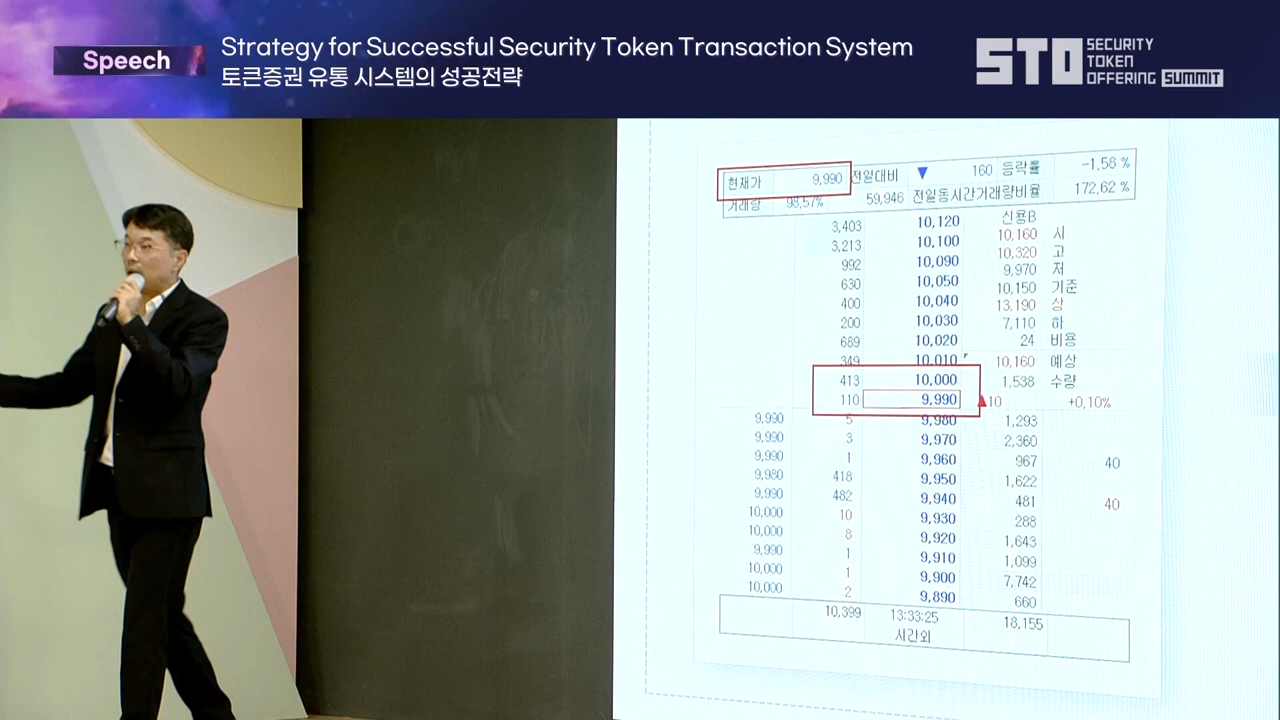 Speech
Strategy for Successful Security Token Transaction System
토큰증권 유통 시스템의 성공전략
STO SECURITY TOKEN OFFERING SUMMIT
현재가 9,990 전일대비 ▼ 160 등락률 -1,58 %
거래량 98,57% 59,946 전일동시간거래량비율 172,62 %
3,403 10,120 신용B
3,213 10,100 10,160 시
992 10,090 10,320 고
630 10,050 9,970 저
400 10,040 10,150 기준
200 10,030 13,190 상
689 10,020 7,110 하
349 10,010 24 비용
413 10,000 10,160 예상
110 9,990 1,538 수량
▲10 +0,10%
9,990 5 9,980 1,293
9,990 3 9,970 2,360
9,990 1 9,960 967 40
9,980 418 9,950 1,622
9,990 482 9,940 481 40
10,000 10 9,930 288
10,000 8 9,920 1,643
9,990 1 9,910 1,099
10,000 1 9,900 7,742
10,000 2 9,890 660
10,399 13:33:25 18,155
시간외